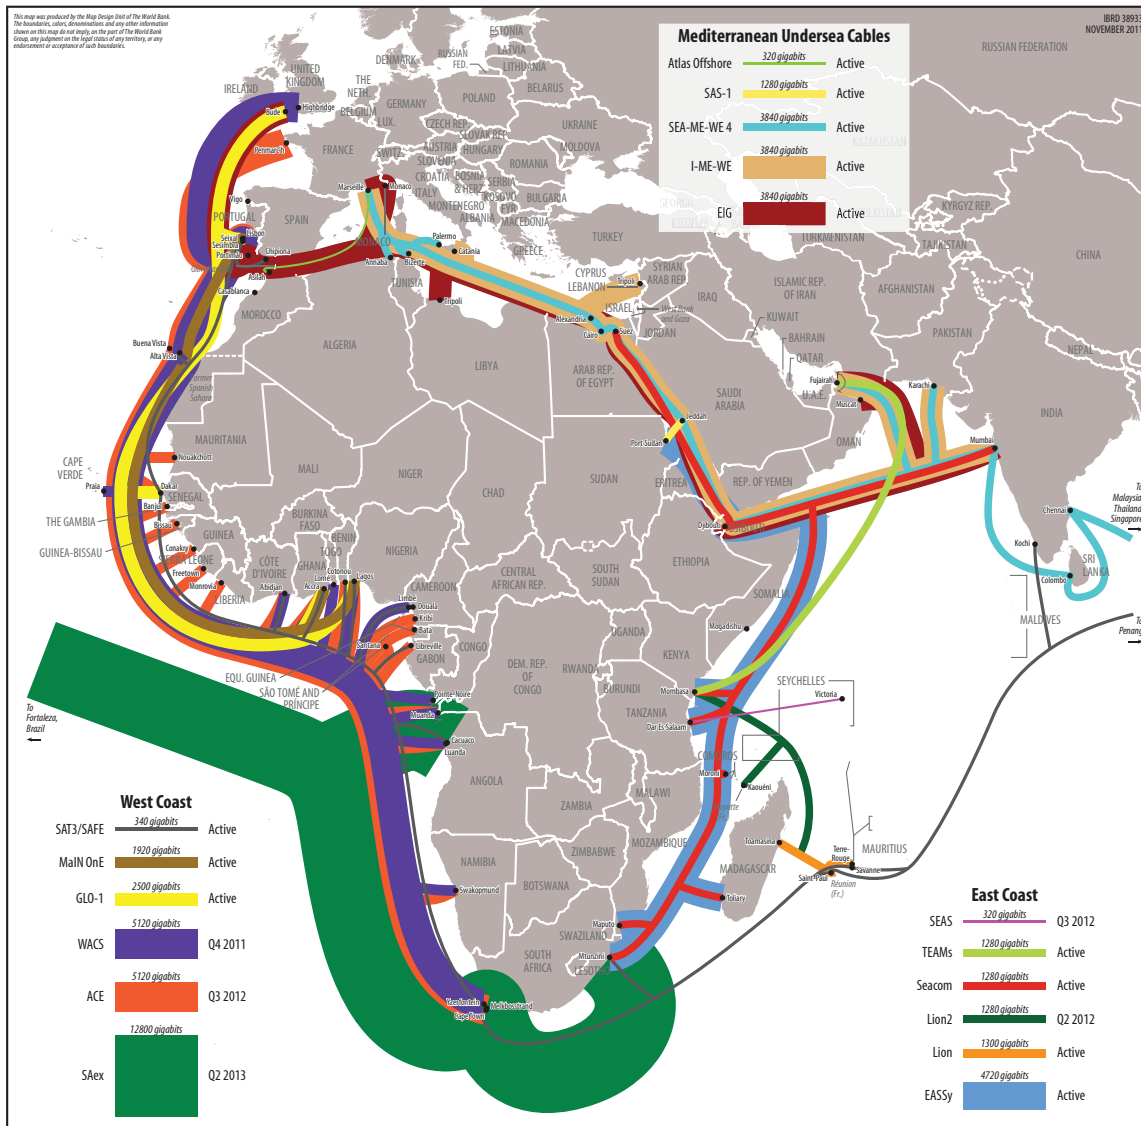 This map was produced by the Map Design Unit of The World Bank.
The boundaries, colors, denominations and any other information
shown on this map do not imply, on the part of The World Bank
Group, any judgment on the legal status of any territory, or any
endorsement or acceptance of such boundaries.
IBRD 38933
NOVEMBER 2011
Mediterranean Undersea Cables
Atlas Offshore 320 gigabits Active
SAS-1 1280 gigabits Active
SEA-ME-WE 4 3840 gigabits Active
I-ME-WE 3840 gigabits Active
EIG 3840 gigabits Active
West Coast
SAT3/SAFE 340 gigabits Active
MaIN OnE 1920 gigabits Active
GLO-1 2500 gigabits Active
WACS 5120 gigabits Q4 2011
ACE 5120 gigabits Q3 2012
SAex 12800 gigabits Q2 2013
East Coast
SEAS 320 gigabits Q3 2012
TEAMs 1280 gigabits Active
Seacom 1280 gigabits Active
Lion2 1280 gigabits Q2 2012
Lion 1300 gigabits Active
EASSy 4720 gigabits Active
ESTONIA
LATVIA
LITHUANIA
RUSSIAN
FED.
RUSSIAN FEDERATION
DENMARK
UNITED
KINGDOM
IRELAND
THE
NETH.
BELGIUM
LUX.
GERMANY
POLAND
BELARUS
UKRAINE
MOLDOVA
CZECH REP.
SLOVAK REP.
AUSTRIA
HUNGARY
SWITZ.
SLOVENIA
CROATIA
BOSNIA
& HERZ.
SERBIA
ROMANIA
KOSOVO
BULGARIA
MONTENEGRO
FYR
MACEDONIA
ALBANIA
ITALY
FRANCE
MONACO
SPAIN
PORTUGAL
GREECE
TURKEY
CYPRUS
LEBANON
SYRIAN
ARAB REP.
ISRAEL
West Bank
and Gaza
JORDAN
IRAQ
KUWAIT
BAHRAIN
QATAR
U.A.E.
SAUDI
ARABIA
OMAN
REP. OF YEMEN
ISLAMIC REP.
OF IRAN
KAZAKHSTAN
TURKMENISTAN
KYRGYZ REP.
TAJIKISTAN
AFGHANISTAN
PAKISTAN
CHINA
NEPAL
INDIA
SRI
LANKA
MALDIVES
MOROCCO
Former
Spanish
Sahara
ALGERIA
TUNISIA
LIBYA
ARAB REP.
OF EGYPT
MAURITANIA
MALI
NIGER
CHAD
SUDAN
ERITREA
DJIBOUTI
ETHIOPIA
SOMALIA
SOUTH
SUDAN
CENTRAL
AFRICAN REP.
CAPE
VERDE
SENEGAL
THE GAMBIA
GUINEA-BISSAU
GUINEA
SIERRA LEONE
LIBERIA
CÔTE
D'IVOIRE
BURKINA
FASO
GHANA
TOGO
BENIN
NIGERIA
CAMEROON
EQU. GUINEA
SÃO TOMÉ AND
PRÍNCIPE
GABON
CONGO
DEM. REP.
OF
CONGO
UGANDA
KENYA
RWANDA
BURUNDI
TANZANIA
ANGOLA
ZAMBIA
MALAWI
MOZAMBIQUE
ZIMBABWE
NAMIBIA
BOTSWANA
SOUTH
AFRICA
SWAZILAND
LESOTHO
COMOROS
MADAGASCAR
SEYCHELLES
MAURITIUS
Réunion
(Fr.)
Bude
Highbridge
Penmarch
Vigo
Lisbon
Seixal
Sesimbra
Portimao
Chipiona
Asilah
Casablanca
Marseille
Monaco
Palermo
Catania
Annaba
Bizerte
Tripoli
Tripoli
Alexandria
Cairo
Suez
Jeddah
Port Sudan
Djibouti
Fujairah
Muscat
Karachi
Mumbai
Chennai
Kochi
Colombo
To
Malaysia
Thailand
Singapore
To
Penang
To
Fortaleza,
Brazil
Buena Vista
Alta Vista
Nouakchott
Praia
Dakar
Banjul
Bissau
Conakry
Freetown
Monrovia
Abidjan
Accra
Lomé
Cotonou
Lagos
Limbe
Douala
Kribi
Bata
Santana
Libreville
Pointe-Noire
Muanda
Cacuaco
Luanda
Swakopmund
Yzerfontein
Melkbosstrand
Cape Town
Mtunzini
Maputo
Toliary
Mogadishu
Mombasa
Dar Es Salaam
Victoria
Moroni
Kaouéni
Toamasina
Saint-Paul
Terre-
Rouge
Savanne